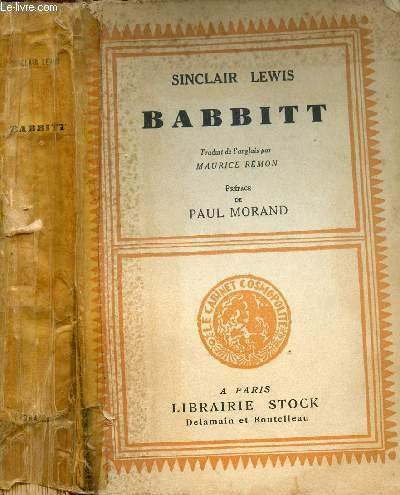 Le-livre.com
SINCLAIR LEWIS
BABBITT
SINCLAIR LEWIS
BABBITT
Traduit de l'anglais par
MAURICE RÉMON
PRÉFACE
DE
PAUL MORAND
LE CABINET COSMOPOLITE
A PARIS
LIBRAIRIE STOCK
Delamain et Boutelleau